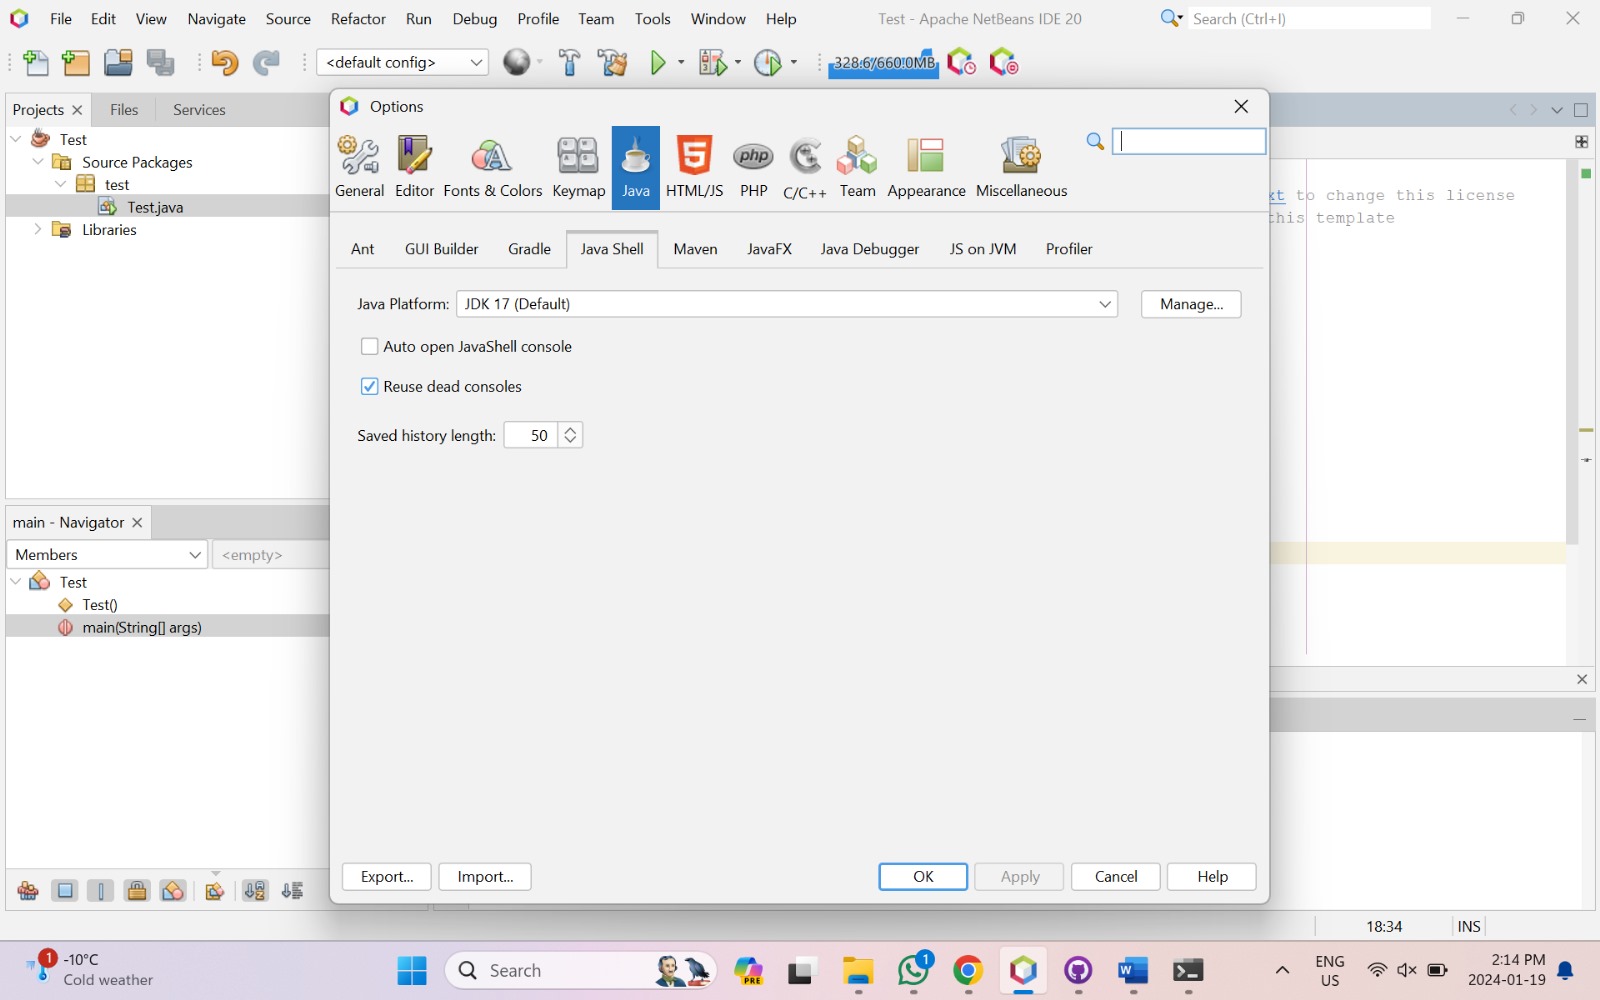 File Edit View Navigate Source Refactor Run Debug Profile Team Tools Window Help
Test - Apache NetBeans IDE 20
Search (Ctrl+I)
<default config>
328.6/660.0MB
Projects Files Services
Test
Source Packages
test
Test.java
Libraries
main - Navigator
Members
<empty>
Test
Test()
main(String[] args)
Options
General Editor Fonts & Colors Keymap Java HTML/JS PHP C/C++ Team Appearance Miscellaneous
Ant GUI Builder Gradle Java Shell Maven JavaFX Java Debugger JS on JVM Profiler
Java Platform: JDK 17 (Default) Manage...
Auto open JavaShell console
Reuse dead consoles
Saved history length: 50
Export... Import... OK Apply Cancel Help
xt to change this license
this template
18:34 INS
1 -10°C
Cold weather
Search
PRE
1
ENG
US
2:14 PM
2024-01-19